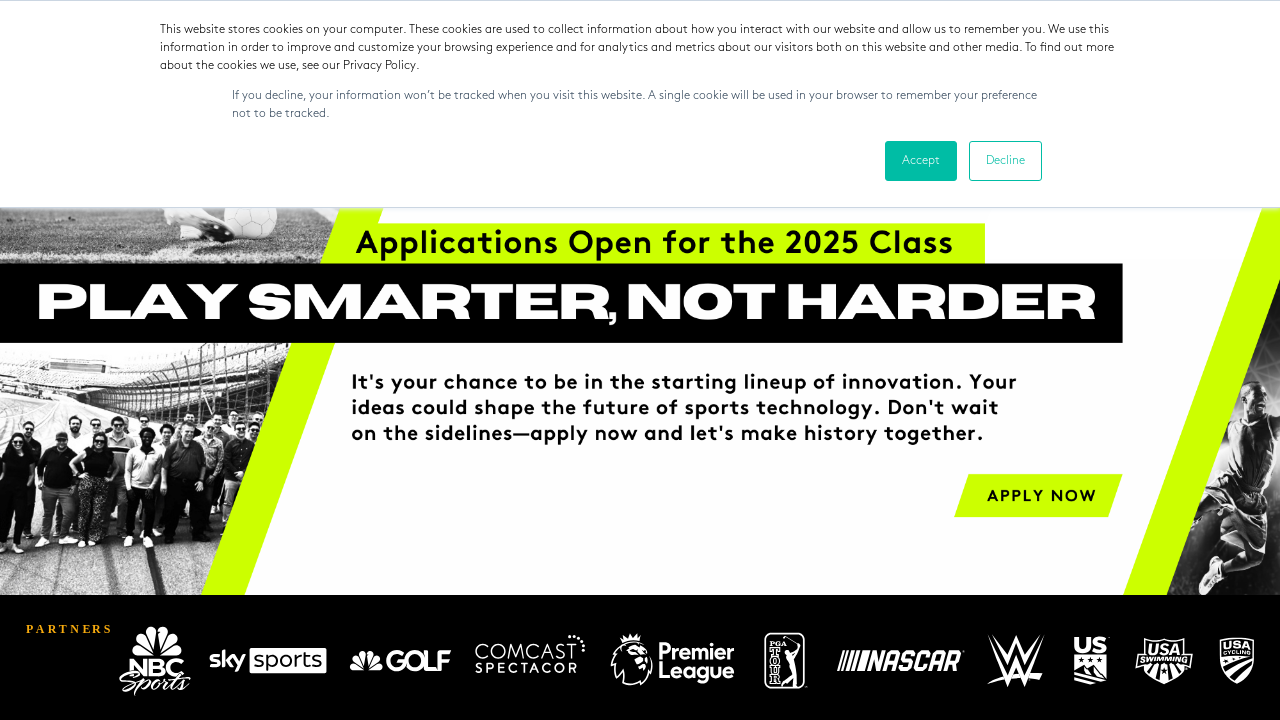 This website stores cookies on your computer. These cookies are used to collect information about how you interact with our website and allow us to remember you. We use this
information in order to improve and customize your browsing experience and for analytics and metrics about our visitors both on this website and other media. To find out more
about the cookies we use, see our Privacy Policy.
If you decline, your information won’t be tracked when you visit this website. A single cookie will be used in your browser to remember your preference
not to be tracked.
Accept
Decline
Applications Open for the 2025 Class
PLAY SMARTER, NOT HARDER
It's your chance to be in the starting lineup of innovation. Your
ideas could shape the future of sports technology. Don't wait
on the sidelines—apply now and let's make history together.
APPLY NOW
PARTNERS
NBC
Sports
sky sports
GOLF
COMCAST
SPECTACOR
Premier
League
PGA
TOUR
NASCAR
W
US
USA
SWIMMING
USA
CYCLING